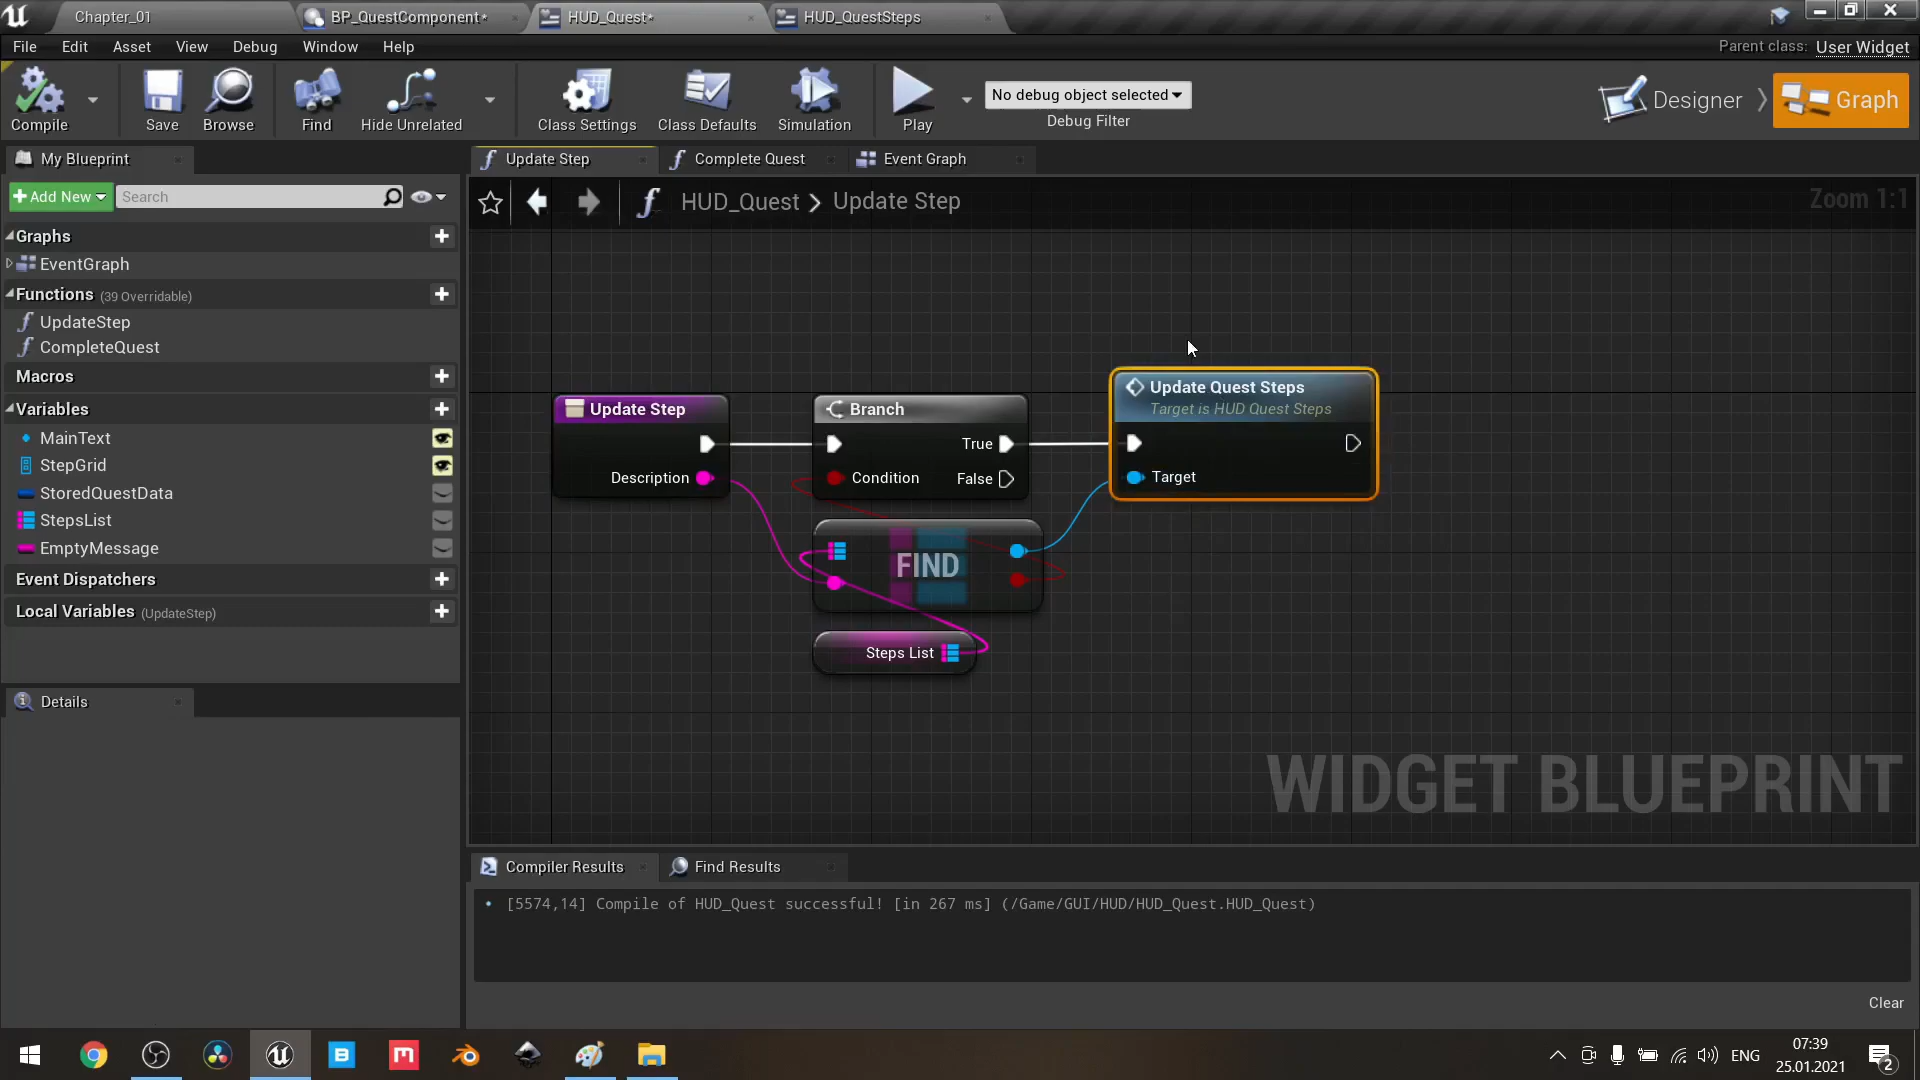 Chapter_01
BP_QuestComponent*
HUD_Quest*
HUD_QuestSteps
File
Edit
Asset
View
Debug
Window
Help
Parent class:
User Widget
Compile
Save
Browse
Find
Hide Unrelated
Class Settings
Class Defaults
Simulation
Play
No debug object selected
Debug Filter
Designer
Graph
My Blueprint
Add New
Search
Graphs
EventGraph
Functions (39 Overridable)
UpdateStep
CompleteQuest
Macros
Variables
MainText
StepGrid
StoredQuestData
StepsList
EmptyMessage
Event Dispatchers
Local Variables (UpdateStep)
Details
Update Step
Complete Quest
Event Graph
HUD_Quest
Update Step
Zoom 1:1
Update Step
Description
Branch
True
Condition
False
FIND
Steps List
Update Quest Steps
Target is HUD Quest Steps
Target
WIDGET BLUEPRINT
Compiler Results
Find Results
[5574,14] Compile of HUD_Quest successful! [in 267 ms] (/Game/GUI/HUD/HUD_Quest.HUD_Quest)
Clear
ENG
07:39
25.01.2021
2